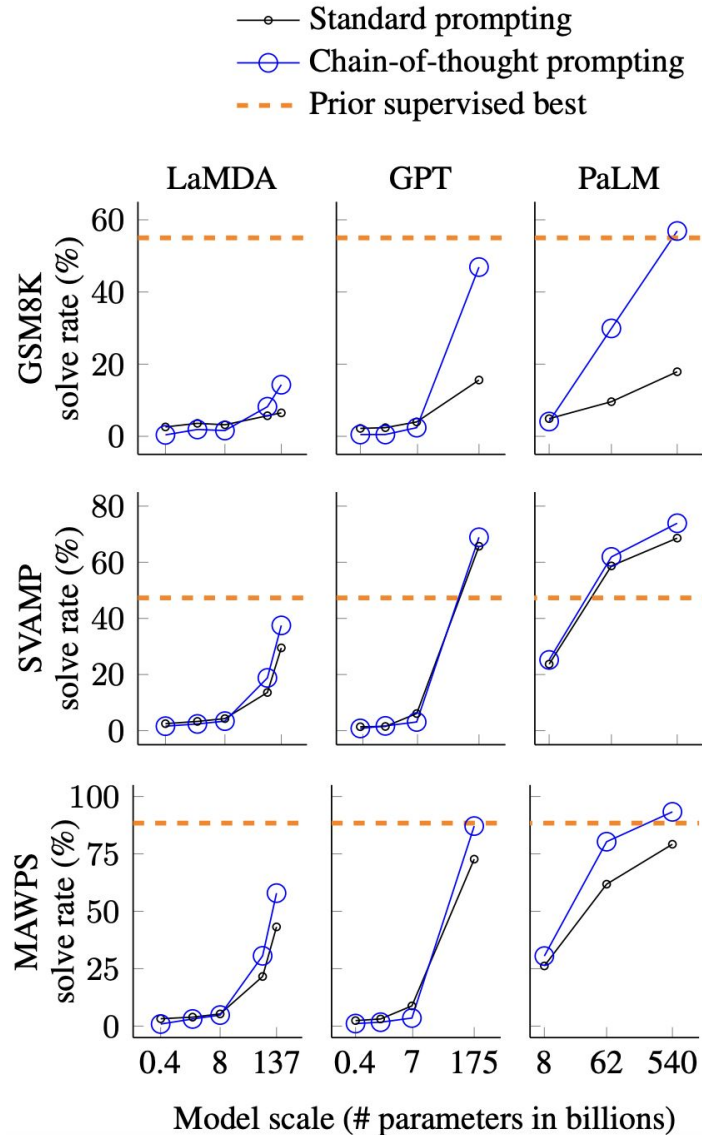 Standard prompting
Chain-of-thought prompting
Prior supervised best
LaMDA GPT PaLM
GSM8K
solve rate (%)
60
40
20
0
SVAMP
solve rate (%)
80
60
40
20
0
MAWPS
solve rate (%)
100
75
50
25
0
0.4 8 137 0.4 7 175 8 62 540
Model scale (# parameters in billions)